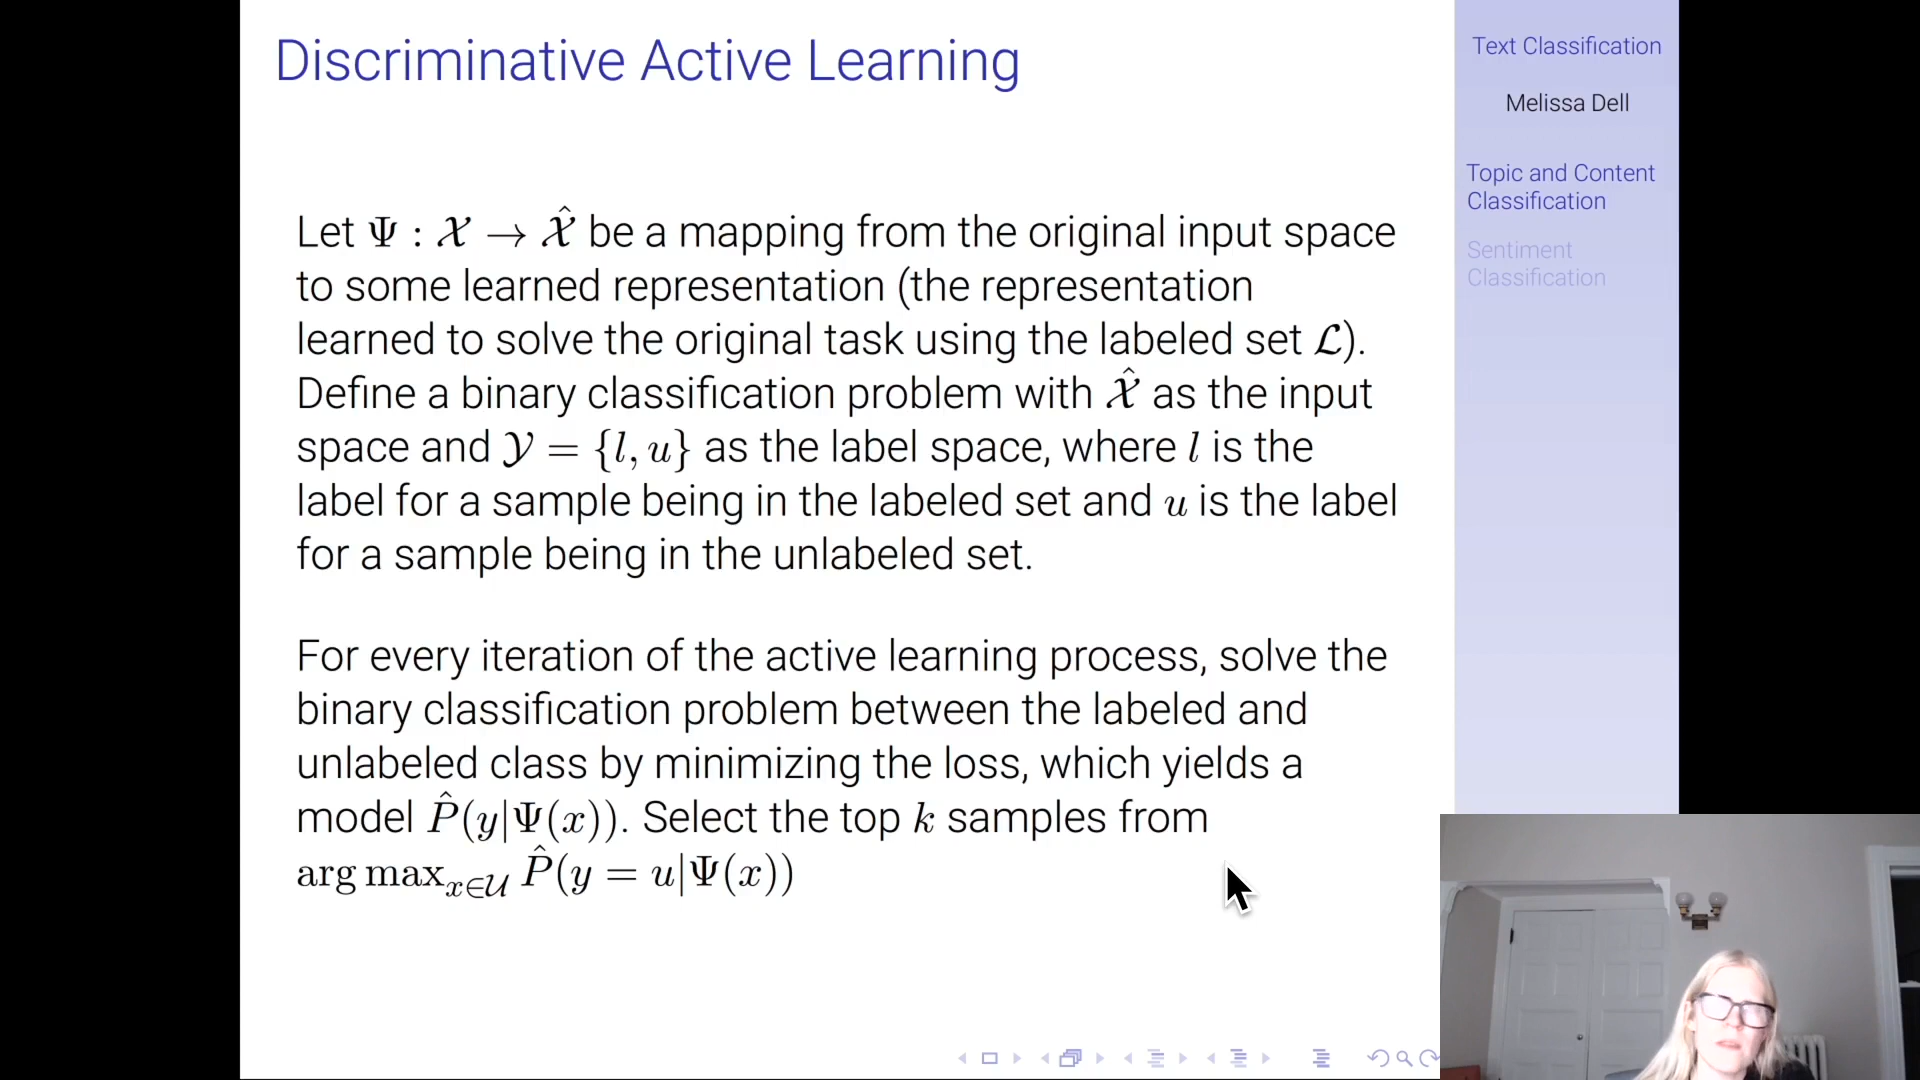 Discriminative Active Learning
Let Ψ : 𝒳 → 𝒳̂ be a mapping from the original input space
to some learned representation (the representation
learned to solve the original task using the labeled set ℒ).
Define a binary classification problem with 𝒳̂ as the input
space and 𝒴 = {l, u} as the label space, where l is the
label for a sample being in the labeled set and u is the label
for a sample being in the unlabeled set.
For every iteration of the active learning process, solve the
binary classification problem between the labeled and
unlabeled class by minimizing the loss, which yields a
model P̂(y|Ψ(x)). Select the top k samples from
arg max_{x∈𝒰} P̂(y = u|Ψ(x))
Text Classification
Melissa Dell
Topic and Content
Classification
Sentiment
Classification